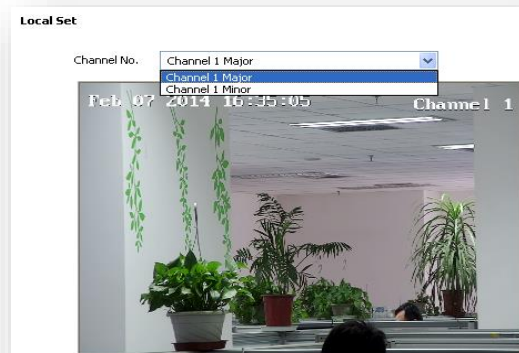 Local Set
Channel No. Channel 1 Major
Channel 1 Major
Channel 1 Minor
Feb 07 2014 16:35:05 Channel 1